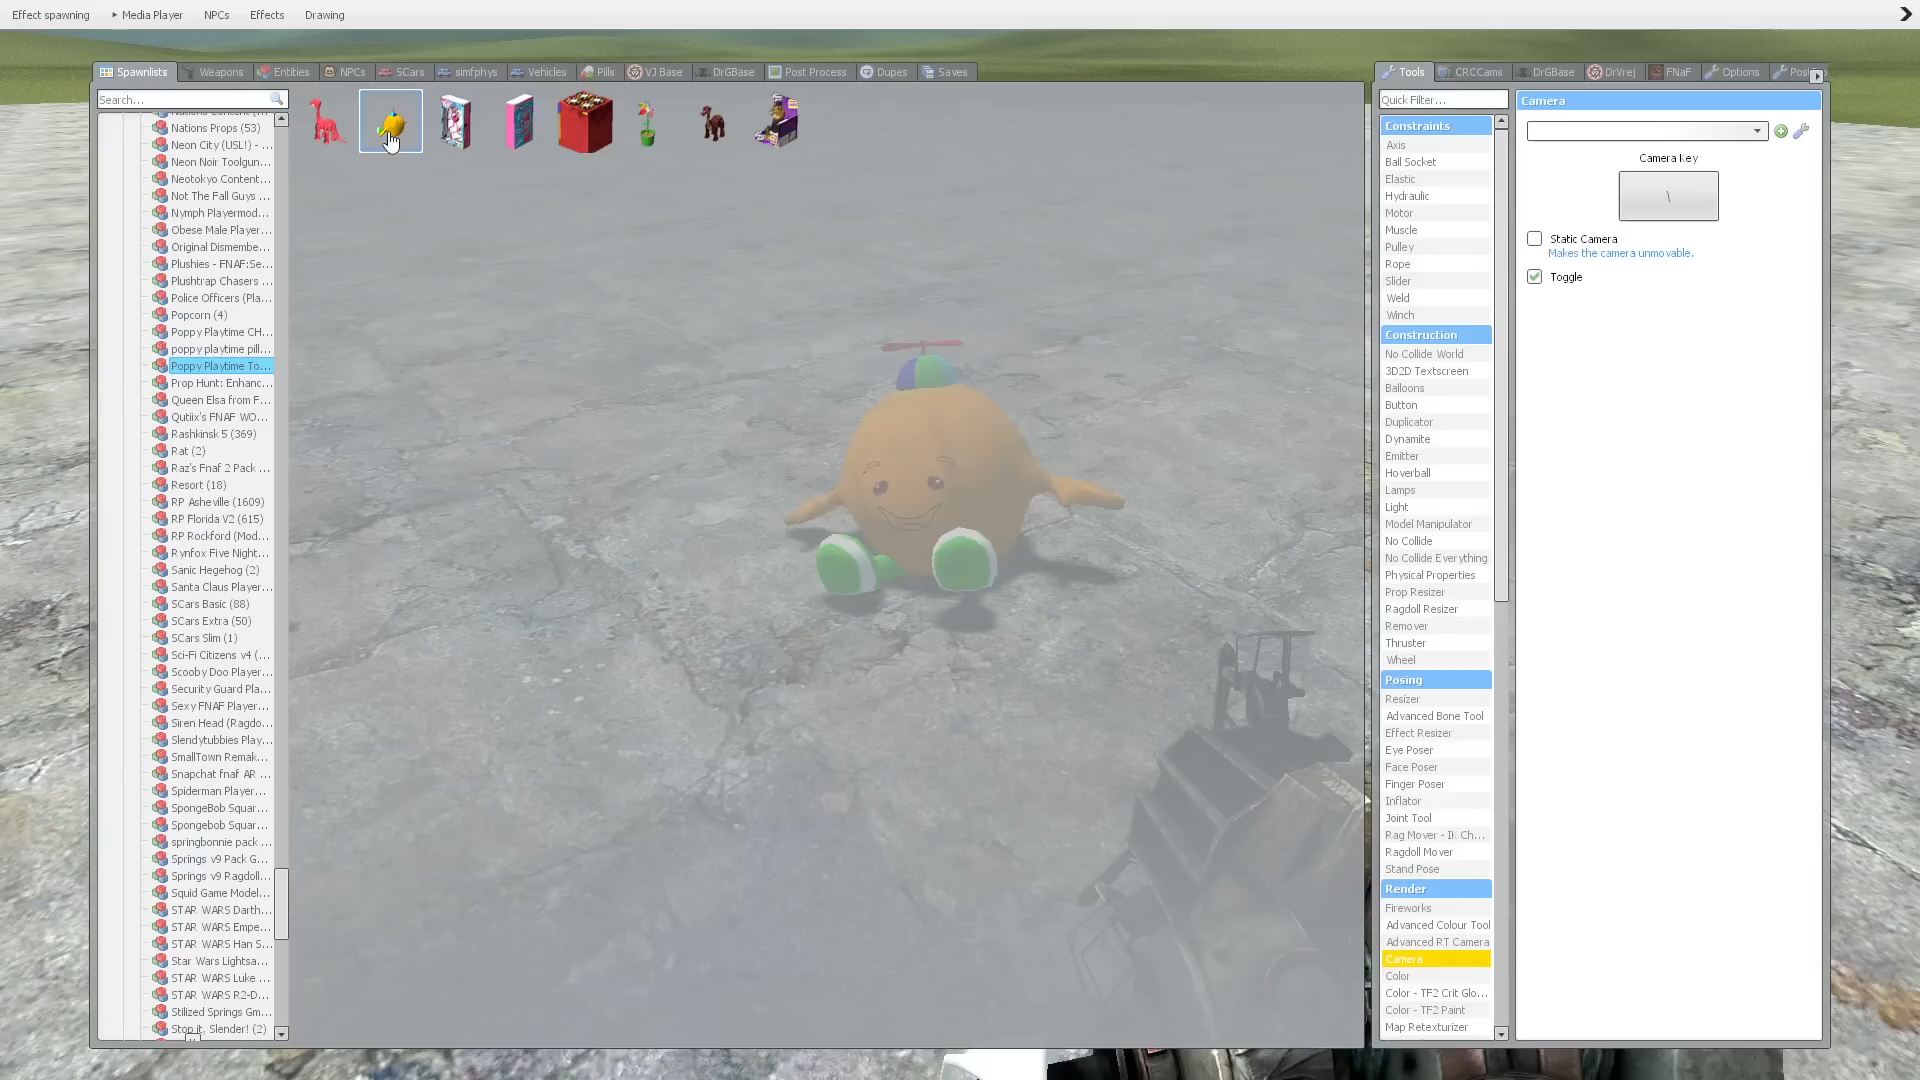 Effect spawning Media Player NPCs Effects Drawing
Spawnlists Weapons Entities NPCs SCars simfphys Vehicles Pills VJ Base DrGBase Post Process Dupes Saves
Search...
Nations Props (53)
Neon City (USL!) - ...
Neon Noir Toolgun...
Neotokyo Content...
Not The Fall Guys ...
Nymph Playermod...
Obese Male Player...
Original Dismembe...
Plushies - FNAF:Se...
Plushtrap Chasers ...
Police Officers (Pla...
Popcorn (4)
Poppy Playtime CH...
poppy playtime pill...
Poppy Playtime To...
Prop Hunt: Enhanc...
Queen Elsa from F...
Qutiix's FNAF WO...
Rashkinsk 5 (369)
Rat (2)
Raz's Fnaf 2 Pack ...
Resort (18)
RP Asheville (1609)
RP Florida V2 (615)
RP Rockford (Mod...
Rynfox Five Night...
Sanic Hegehog (2)
Santa Claus Player...
SCars Basic (88)
SCars Extra (50)
SCars Slim (1)
Sci-Fi Citizens v4 (...
Scooby Doo Player...
Security Guard Pla...
Sexy FNAF Player...
Siren Head (Ragdo...
Slendytubbies Play...
SmallTown Remak...
Snapchat fnaf AR ...
Spiderman Player...
SpongeBob Squar...
Spongebob Squar...
springbonnie pack ...
Springs v9 Pack G...
Springs v9 Ragdoll...
Squid Game Model...
STAR WARS Darth...
STAR WARS Empe...
STAR WARS Han S...
Star Wars Lightsa...
STAR WARS Luke ...
STAR WARS R2-D...
Stilized Springs Gm...
Stop it, Slender! (2)
Tools CRCCams DrGBase DrVrej FNaF Options
Quick Filter...
Constraints
Axis
Ball Socket
Elastic
Hydraulic
Motor
Muscle
Pulley
Rope
Slider
Weld
Winch
Construction
No Collide World
3D2D Textscreen
Balloons
Button
Duplicator
Dynamite
Emitter
Hoverball
Lamps
Light
Model Manipulator
No Collide
No Collide Everything
Physical Properties
Prop Resizer
Ragdoll Resizer
Remover
Thruster
Wheel
Posing
Resizer
Advanced Bone Tool
Effect Resizer
Eye Poser
Face Poser
Finger Poser
Inflator
Joint Tool
Rag Mover - IK Ch...
Ragdoll Mover
Stand Pose
Render
Fireworks
Advanced Colour Tool
Advanced RT Camera
Camera
Color
Color - TF2 Crit Glo...
Color - TF2 Paint
Map Retexturizer
Camera
Camera Key
\
Static Camera
Makes the camera unmovable.
Toggle